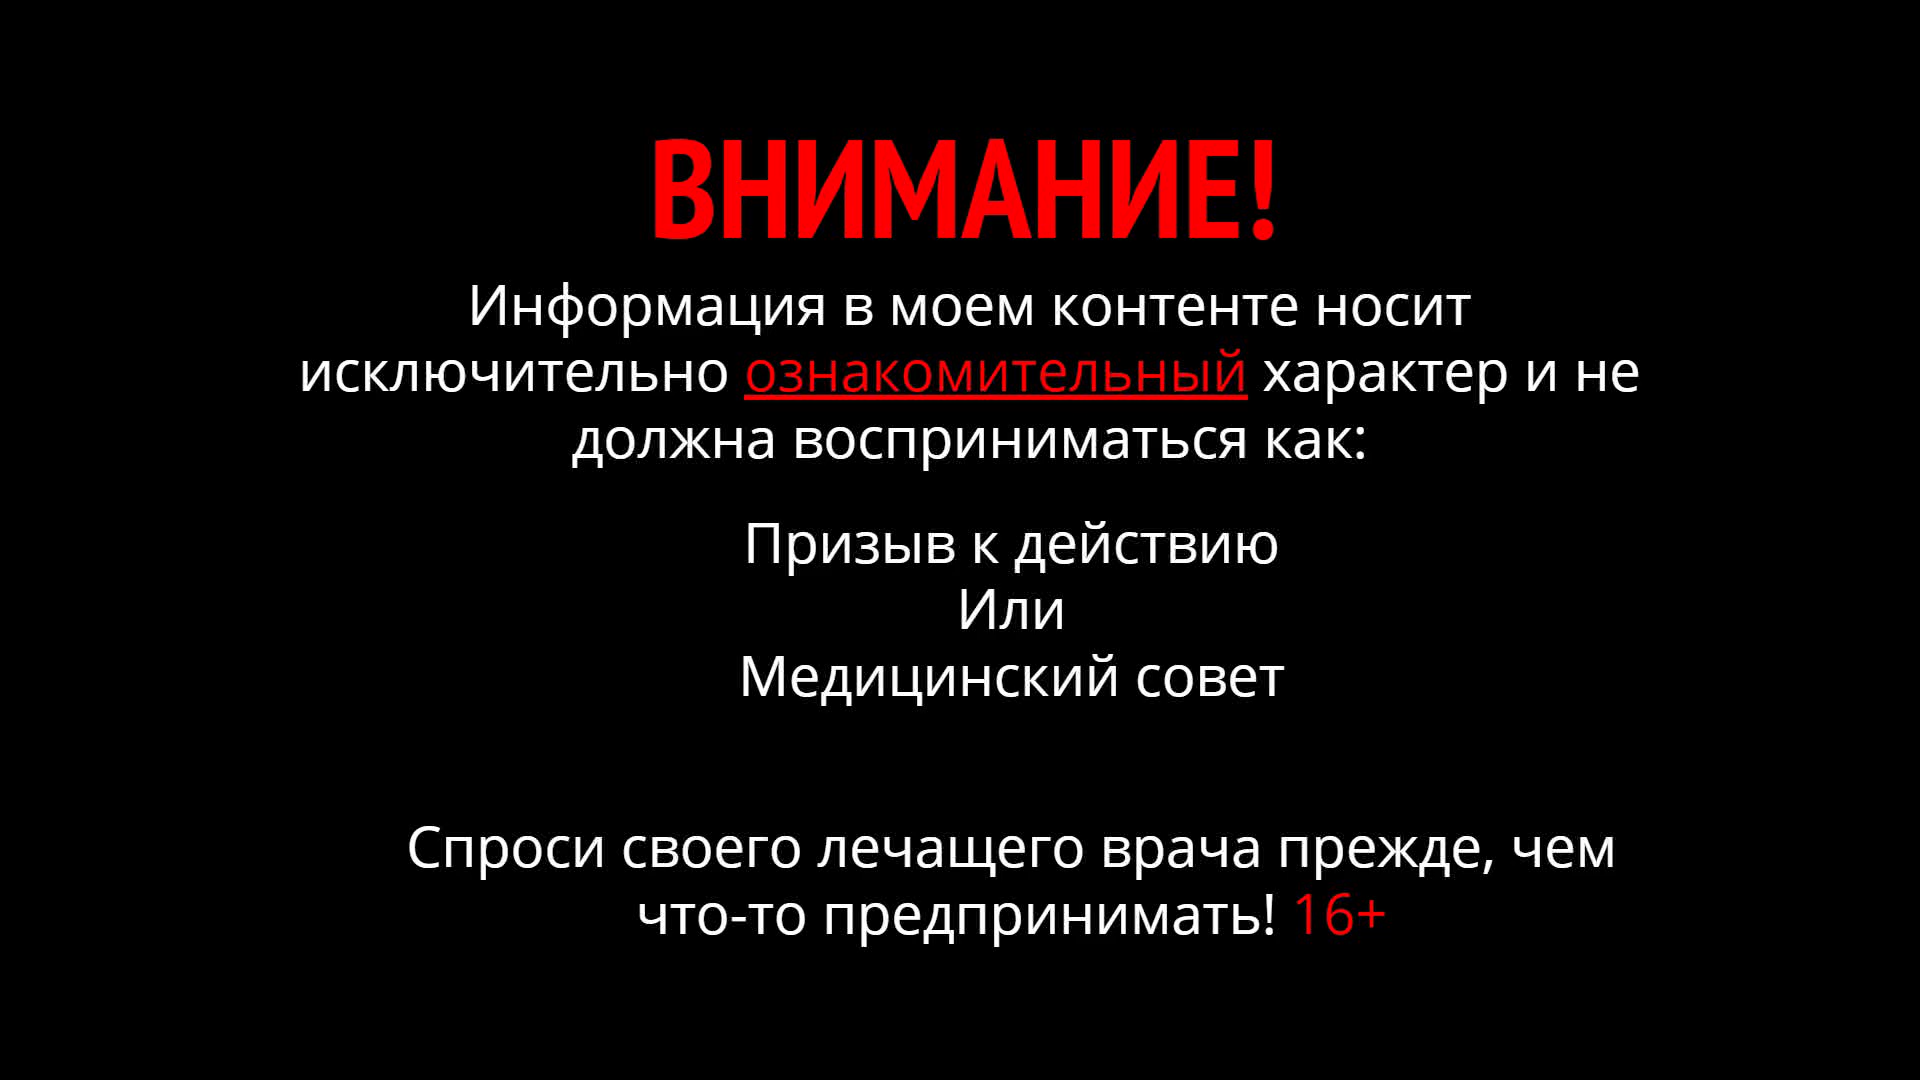 ВНИМАНИЕ!
Информация в моем контенте носит
исключительно ознакомительный характер и не
должна восприниматься как:
Призыв к действию
Или
Медицинский совет
Спроси своего лечащего врача прежде, чем
что-то предпринимать! 16+